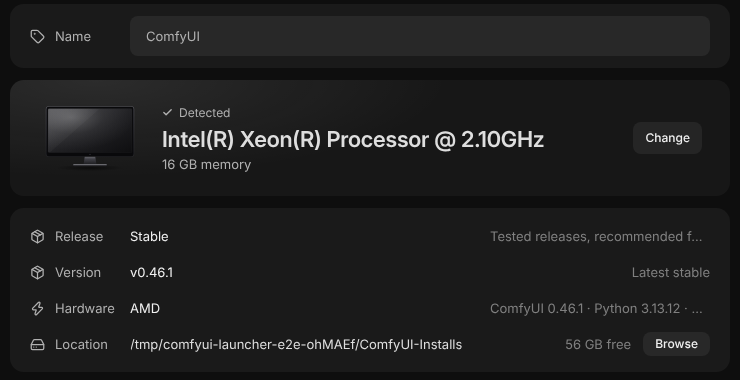 Name ComfyUI
Detected
Intel(R) Xeon(R) Processor @ 2.10GHz
Change
16 GB memory
Release Stable Tested releases, recommended f...
Version v0.46.1 Latest stable
Hardware AMD ComfyUI 0.46.1 · Python 3.13.12 · ...
Location /tmp/comfyui-launcher-e2e-ohMAEf/ComfyUI-Installs 56 GB free Browse